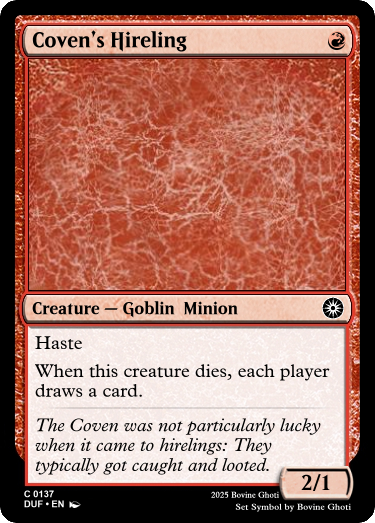 Coven's Hireling
Creature — Goblin Minion
Haste
When this creature dies, each player
draws a card.
The Coven was not particularly lucky
when it came to hirelings: They
typically got caught and looted.
2/1
C 0137
DUF • EN
2025 Bovine Ghoti
Set Symbol by Bovine Ghoti